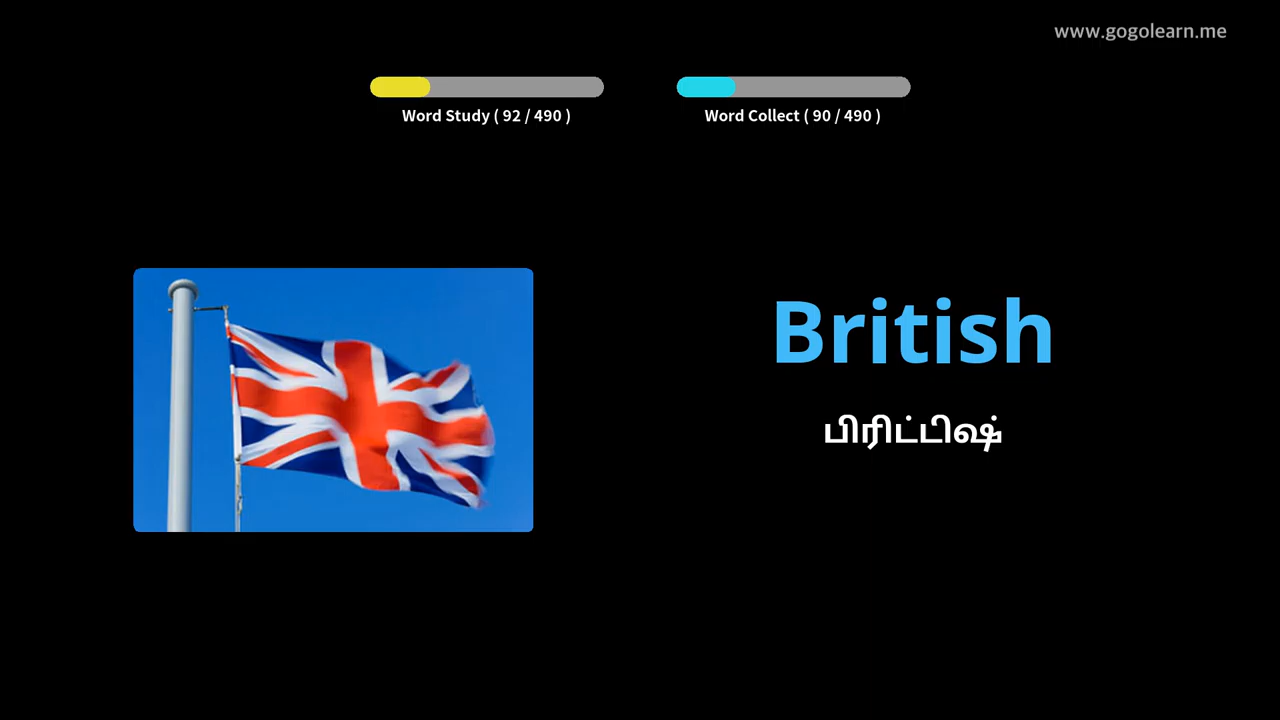 www.gogolearn.me
Word Study ( 92 / 490 )
Word Collect ( 90 / 490 )
British
பிரிட்டிஷ்